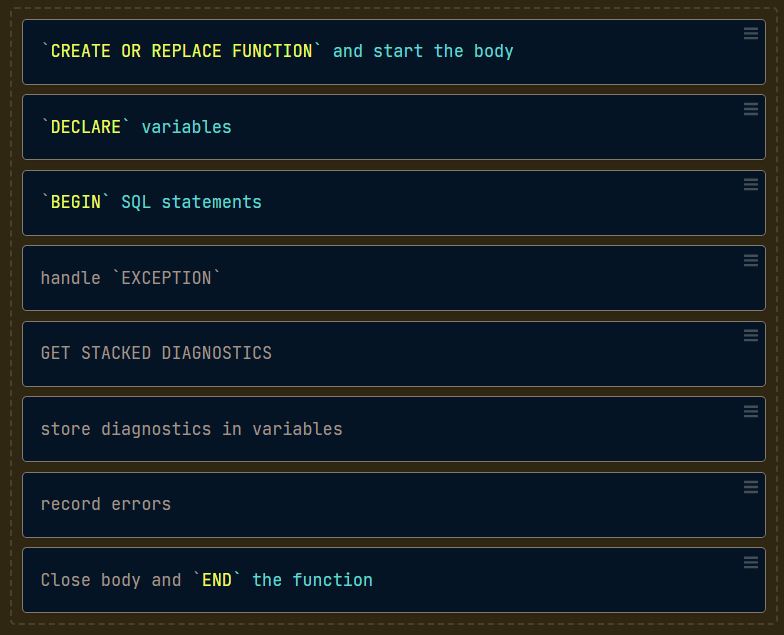 `CREATE OR REPLACE FUNCTION` and start the body
`DECLARE` variables
`BEGIN` SQL statements
handle `EXCEPTION`
GET STACKED DIAGNOSTICS
store diagnostics in variables
record errors
Close body and `END` the function